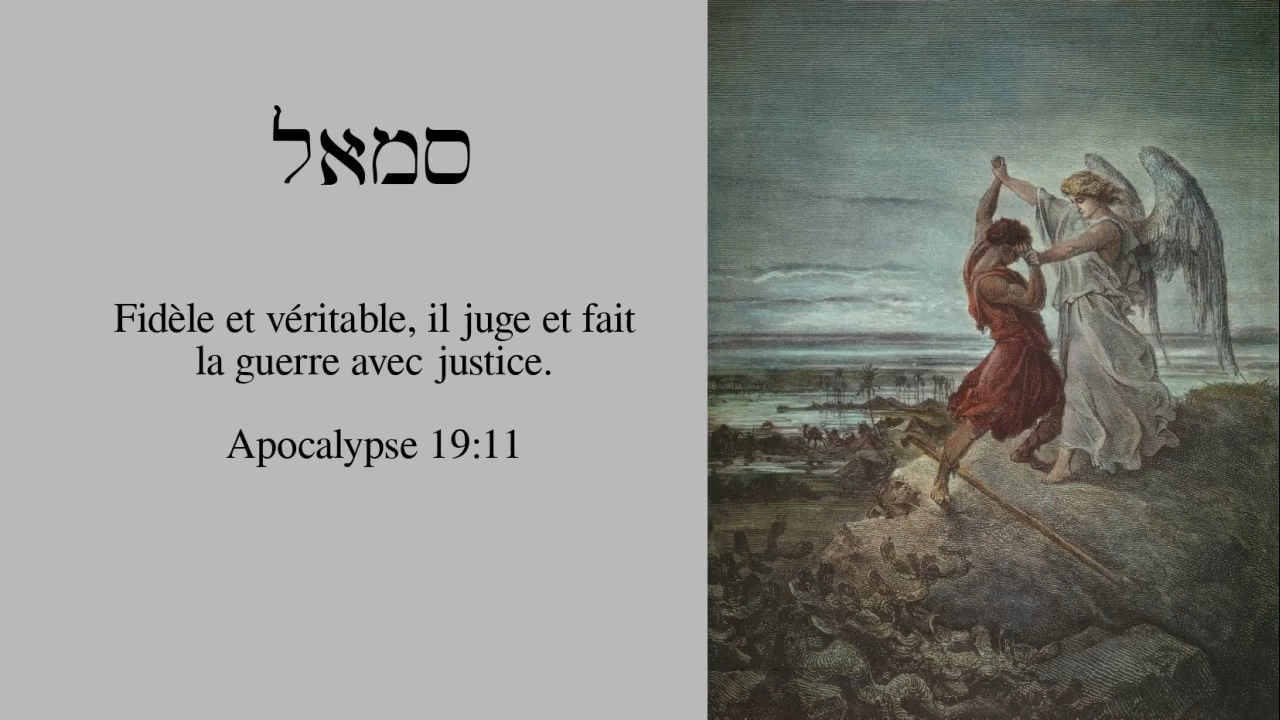 סמאל
Fidèle et véritable, il juge et fait
la guerre avec justice.
Apocalypse 19:11